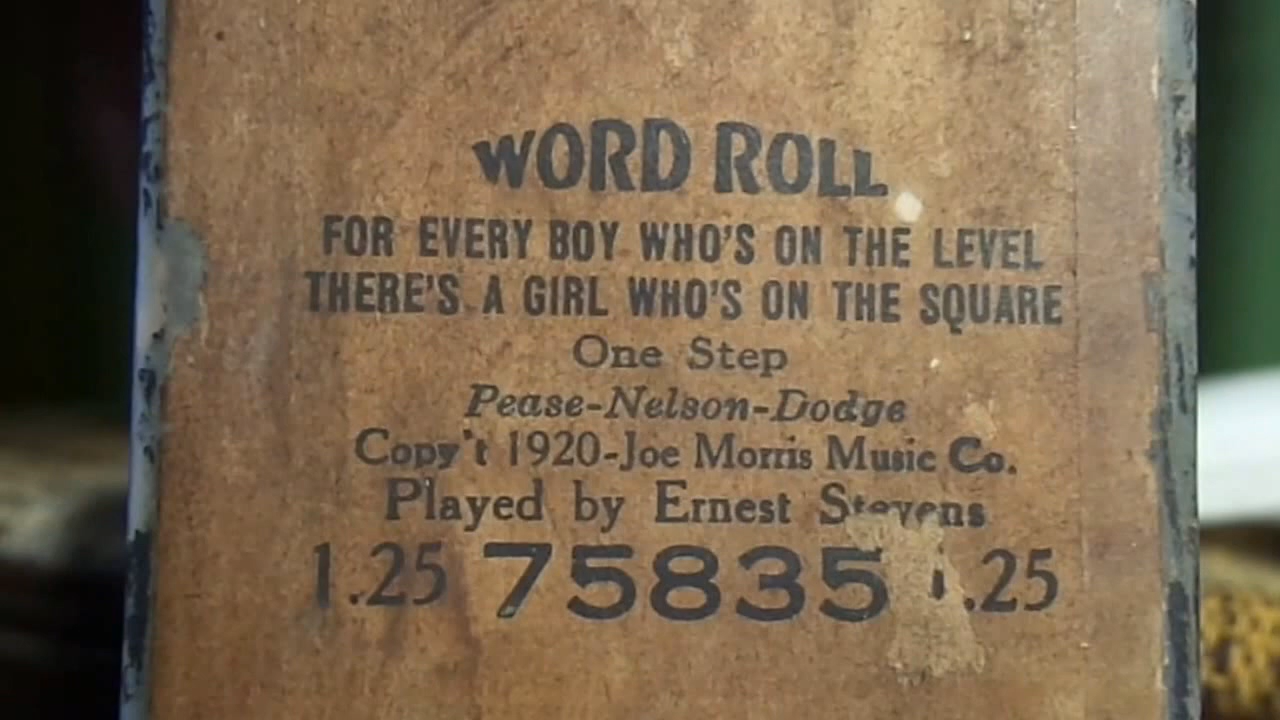 WORD ROLL
FOR EVERY BOY WHO'S ON THE LEVEL
THERE'S A GIRL WHO'S ON THE SQUARE
One Step
Pease-Nelson-Dodge
Copy't 1920-Joe Morris Music Co.
Played by Ernest Stevens
1.25 75835 1.25